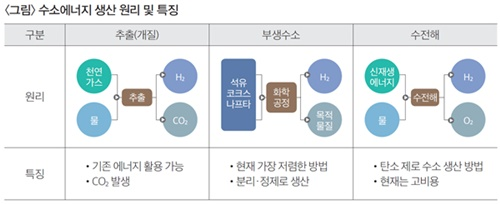 〈그림〉 수소에너지 생산 원리 및 특징
구분 추출(개질) 부생수소 수전해
원리
천연
가스
물
추출
H₂
CO₂
석유
코크스
나프타
화학
공정
H₂
목적
물질
신재생
에너지
물
수전해
H₂
O₂
특징
• 기존 에너지 활용 가능
• CO₂ 발생
• 현재 가장 저렴한 방법
• 분리·정제로 생산
• 탄소 제로 수소 생산 방법
• 현재는 고비용